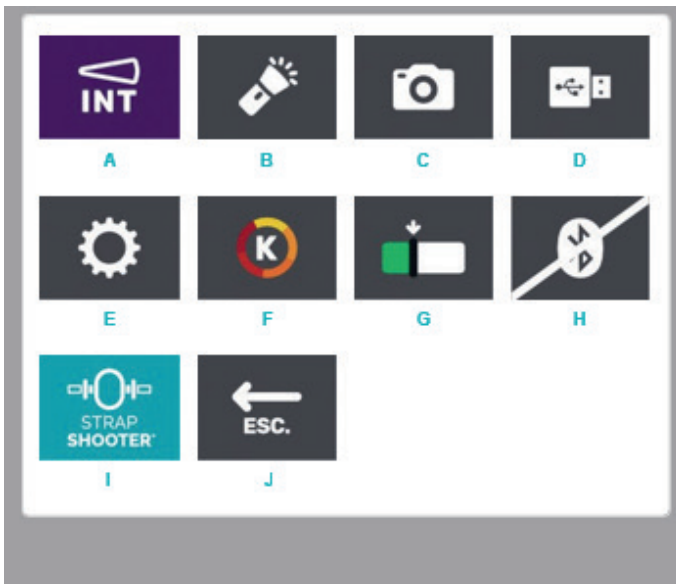 INT
A B C D
K
E F G H
STRAP
SHOOTER
ESC.
I J